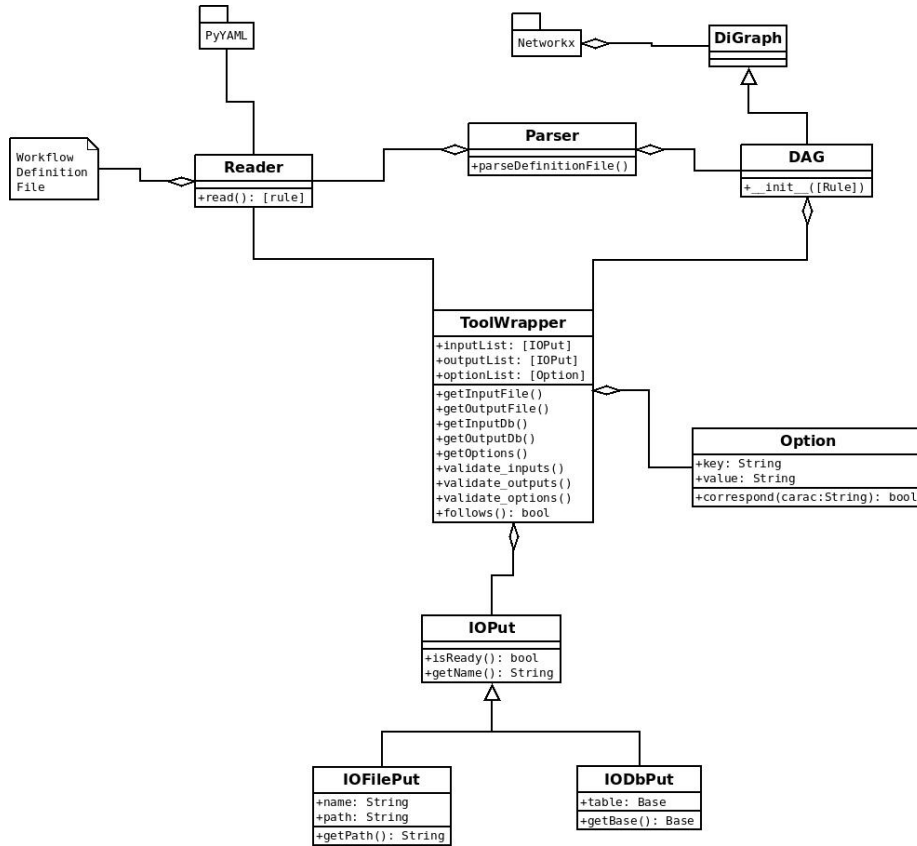 PyYAML
Networkx
DiGraph
Workflow
Definition
File
Reader
+read(): [rule]
Parser
+parseDefinitionFile()
DAG
+__init__([Rule])
ToolWrapper
+inputList: [IOPut]
+outputList: [IOPut]
+optionList: [Option]
+getInputFile()
+getOutputFile()
+getInputDb()
+getOutputDb()
+getOptions()
+validate_inputs()
+validate_outputs()
+validate_options()
+follows(): bool
Option
+key: String
+value: String
+correspond(carac:String): bool
IOPut
+isReady(): bool
+getName(): String
IOFilePut
+name: String
+path: String
+getPath(): String
IODbPut
+table: Base
+getBase(): Base